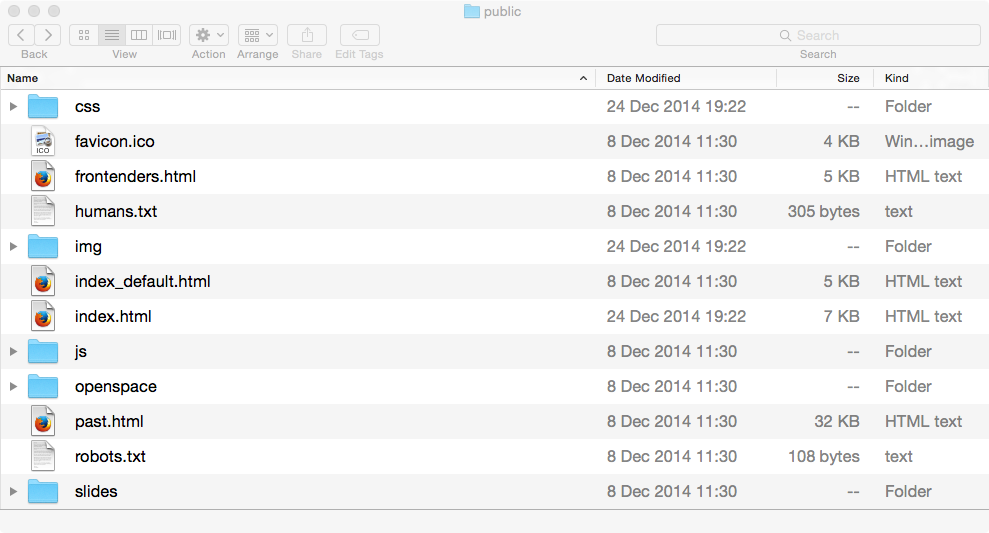 public
Back View Action Arrange Share Edit Tags Search
Search
Name Date Modified Size Kind
css 24 Dec 2014 19:22 -- Folder
ICO favicon.ico 8 Dec 2014 11:30 4 KB Win...image
frontenders.html 8 Dec 2014 11:30 5 KB HTML text
humans.txt 8 Dec 2014 11:30 305 bytes text
img 24 Dec 2014 19:22 -- Folder
index_default.html 8 Dec 2014 11:30 5 KB HTML text
index.html 24 Dec 2014 19:22 7 KB HTML text
js 8 Dec 2014 11:30 -- Folder
openspace 8 Dec 2014 11:30 -- Folder
past.html 8 Dec 2014 11:30 32 KB HTML text
robots.txt 8 Dec 2014 11:30 108 bytes text
slides 8 Dec 2014 11:30 -- Folder